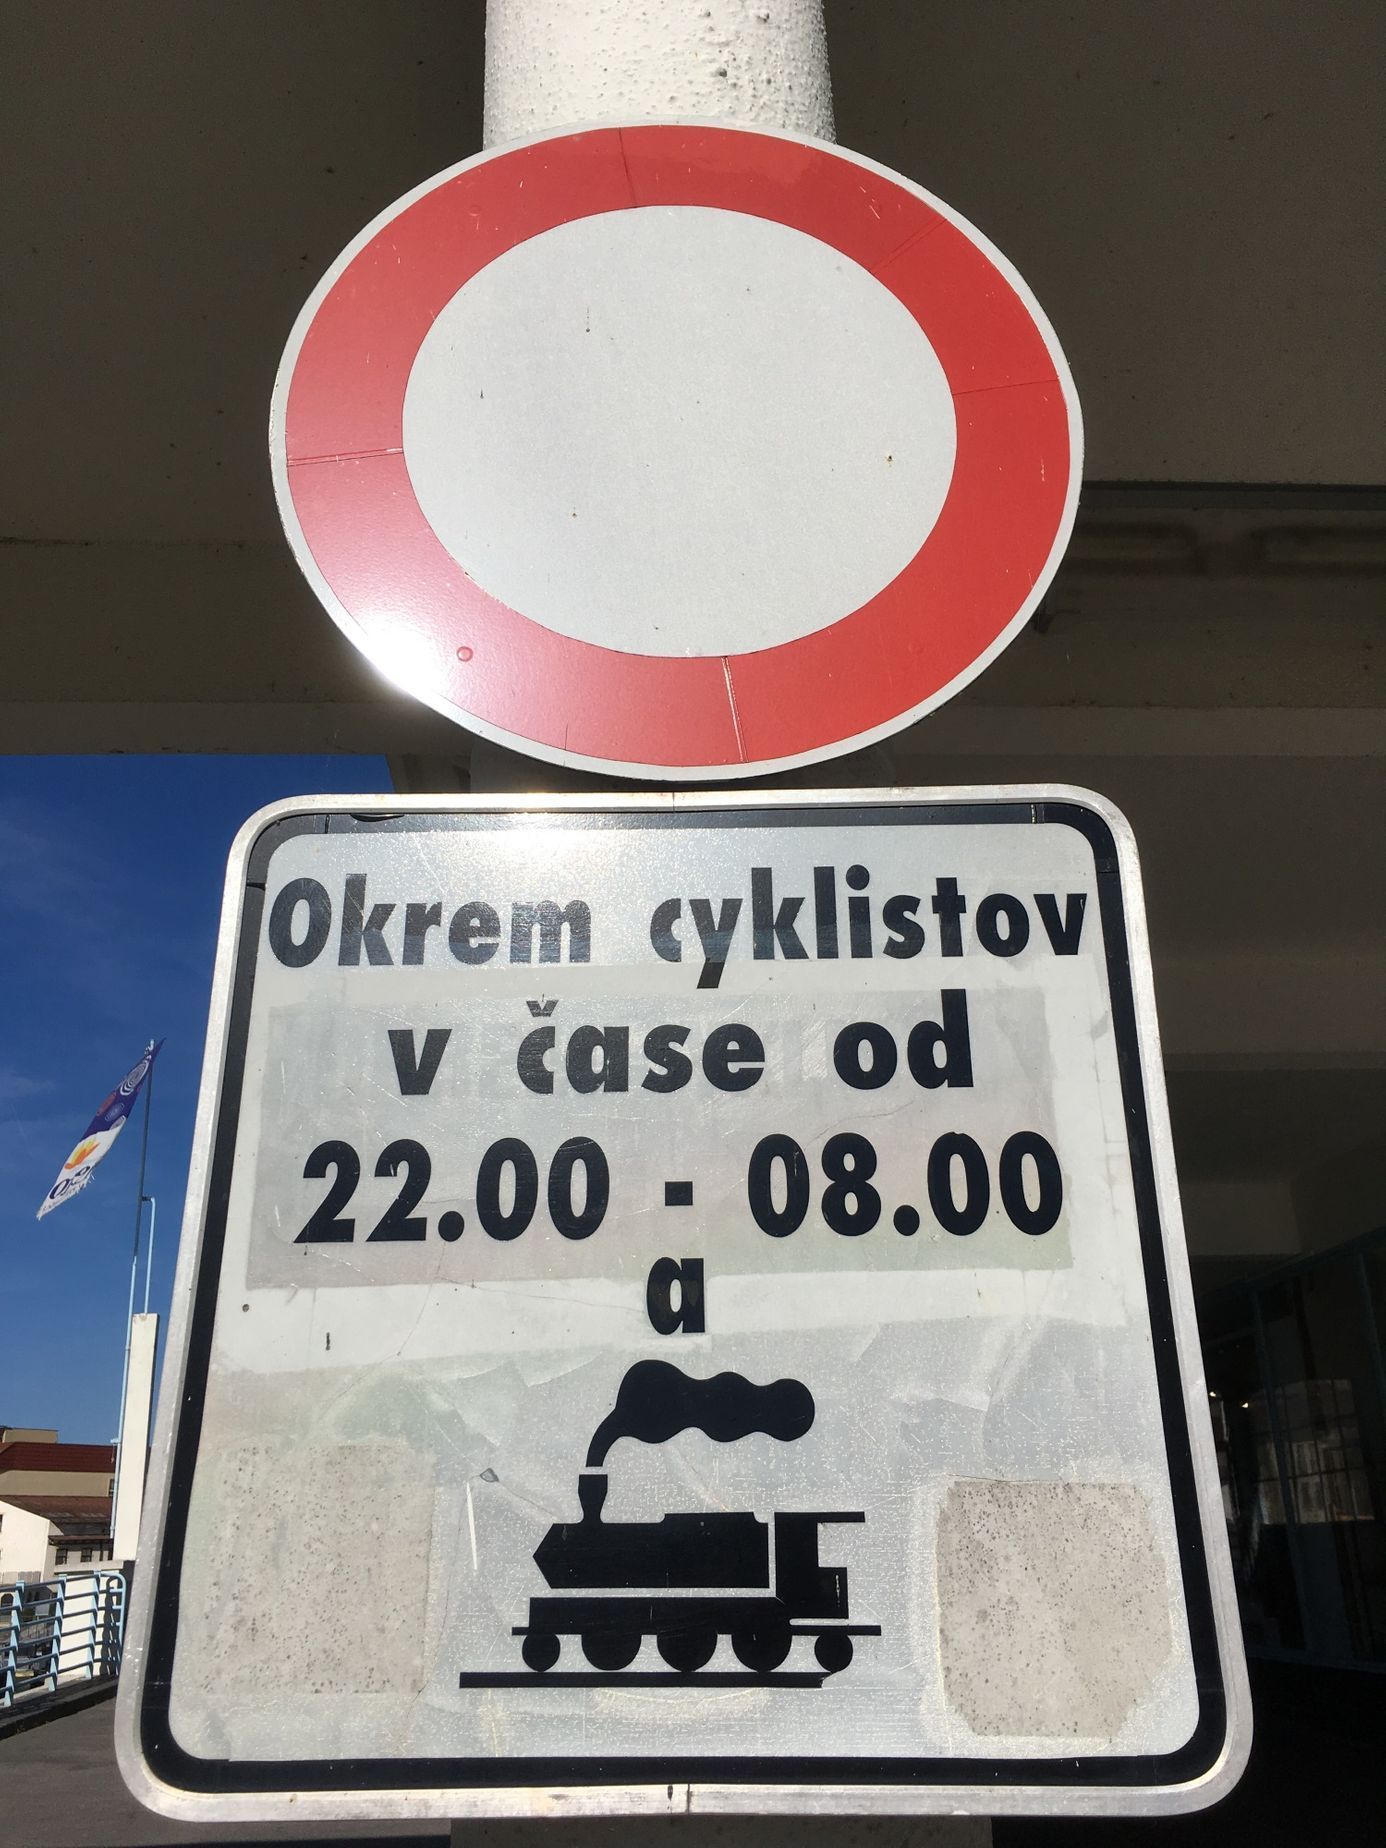 Okrem cyklistov
v čase od
22.00 - 08.00
a